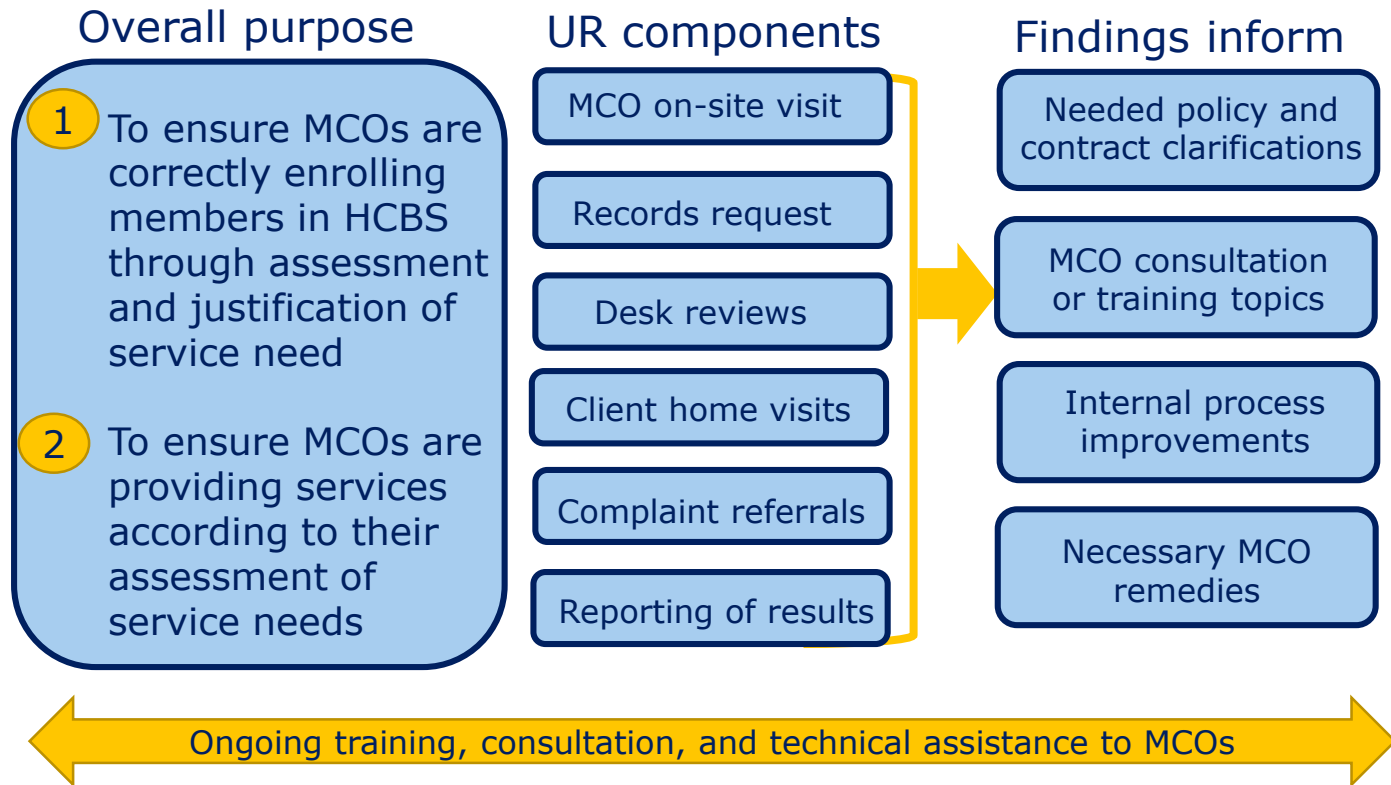 Overall purpose
1
To ensure MCOs are
correctly enrolling
members in HCBS
through assessment
and justification of
service need
2
To ensure MCOs are
providing services
according to their
assessment of
service needs
UR components
MCO on-site visit
Records request
Desk reviews
Client home visits
Complaint referrals
Reporting of results
Findings inform
Needed policy and
contract clarifications
MCO consultation
or training topics
Internal process
improvements
Necessary MCO
remedies
Ongoing training, consultation, and technical assistance to MCOs